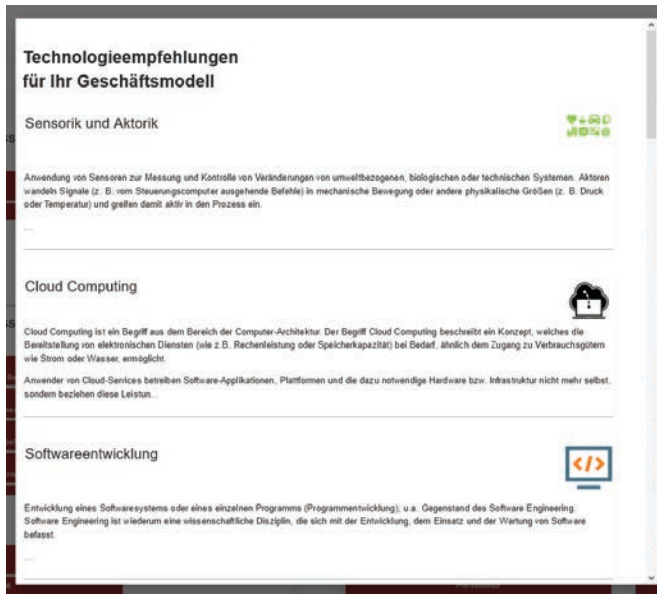 Technologieempfehlungen
für Ihr Geschäftsmodell
Sensorik und Aktorik
Anwendung von Sensoren zur Messung und Kontrolle von Veränderungen von umweltbezogenen, biologischen oder technischen Systemen. Aktoren
wandeln Signale (z. B. vom Steuerungscomputer ausgehende Befehle) in mechanische Bewegung oder andere physikalische Größen (z. B. Druck
oder Temperatur) und greifen damit aktiv in den Prozess ein.
...
Cloud Computing
Cloud Computing ist ein Begriff aus dem Bereich der Computer-Architektur. Der Begriff Cloud Computing beschreibt ein Konzept, welches die
Bereitstellung von elektronischen Diensten (wie z.B. Rechenleistung oder Speicherkapazität) bei Bedarf, ähnlich dem Zugang zu Verbrauchsgütern
wie Strom oder Wasser, ermöglicht.
Anwender von Cloud-Services betreiben Software-Applikationen, Plattformen und die dazu notwendige Hardware bzw. Infrastruktur nicht mehr selbst,
sondern beziehen diese Leistun...
Softwareentwicklung
</>
Entwicklung eines Softwaresystems oder eines einzelnen Programms (Programmentwicklung); u.a. Gegenstand des Software Engineering.
Software Engineering ist wiederum eine wissenschaftliche Disziplin, die sich mit der Entwicklung, dem Einsatz und der Wartung von Software
befasst.
...